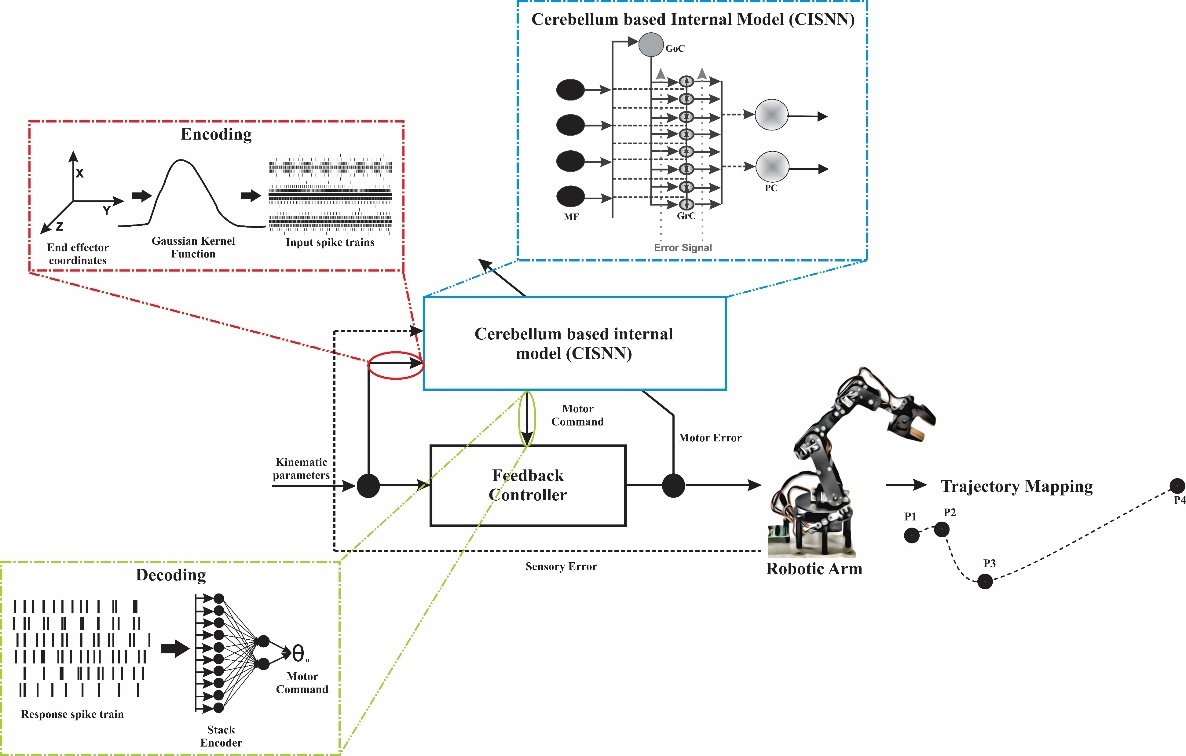 Cerebellum based Internal Model (CISNN)
GoC
MF
GrC
PC
Error Signal
Encoding
X
Y
Z
End effector
coordinates
Gaussian Kernel
Function
Input spike trains
Cerebellum based internal
model (CISNN)
Motor
Command
Motor Error
Kinematic
parameters
Feedback
Controller
Sensory Error
Robotic Arm
Trajectory Mapping
P1
P2
P3
P4
Decoding
Response spike train
Stack
Encoder
θn
Motor
Command